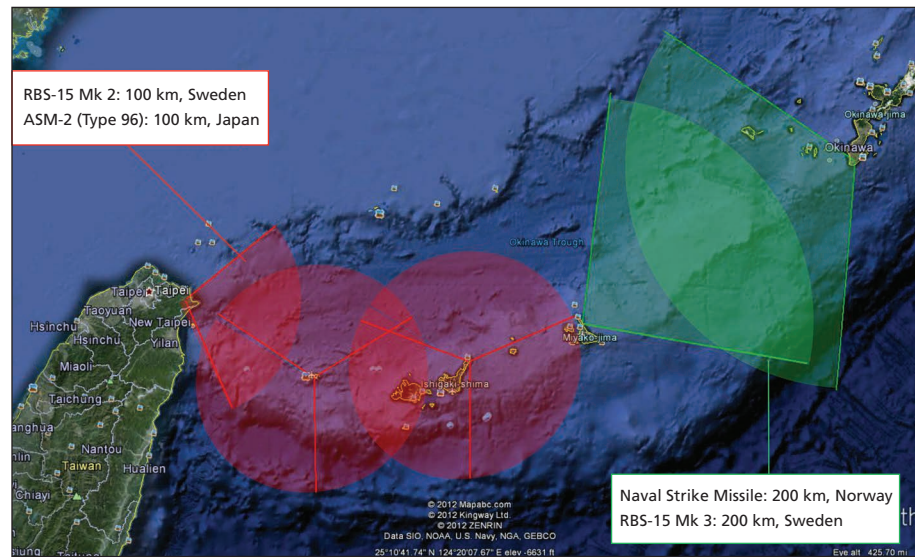 RBS-15 Mk 2: 100 km, Sweden
ASM-2 (Type 96): 100 km, Japan
Okinawa-jima
Okinawa
Okinawa Trough
Taipei
Taipei
Taoyuan
Hsinchu
New Taipei
Hsinchu
Yilan
Miyako-jima
Miaoli
Ishigaki-shima
Taichung
Changhua
Nantou
Hualien
Taiwan
Chiayi
Naval Strike Missile: 200 km, Norway
RBS-15 Mk 3: 200 km, Sweden
© 2012 Mapabc.com
© 2012 Kingway Ltd.
© 2012 ZENRIN
Data SIO, NOAA, U.S. Navy, NGA, GEBCO
25°10'41.74" N 124°20'07.67" E elev -6631 ft
Eye alt 425.70 mi